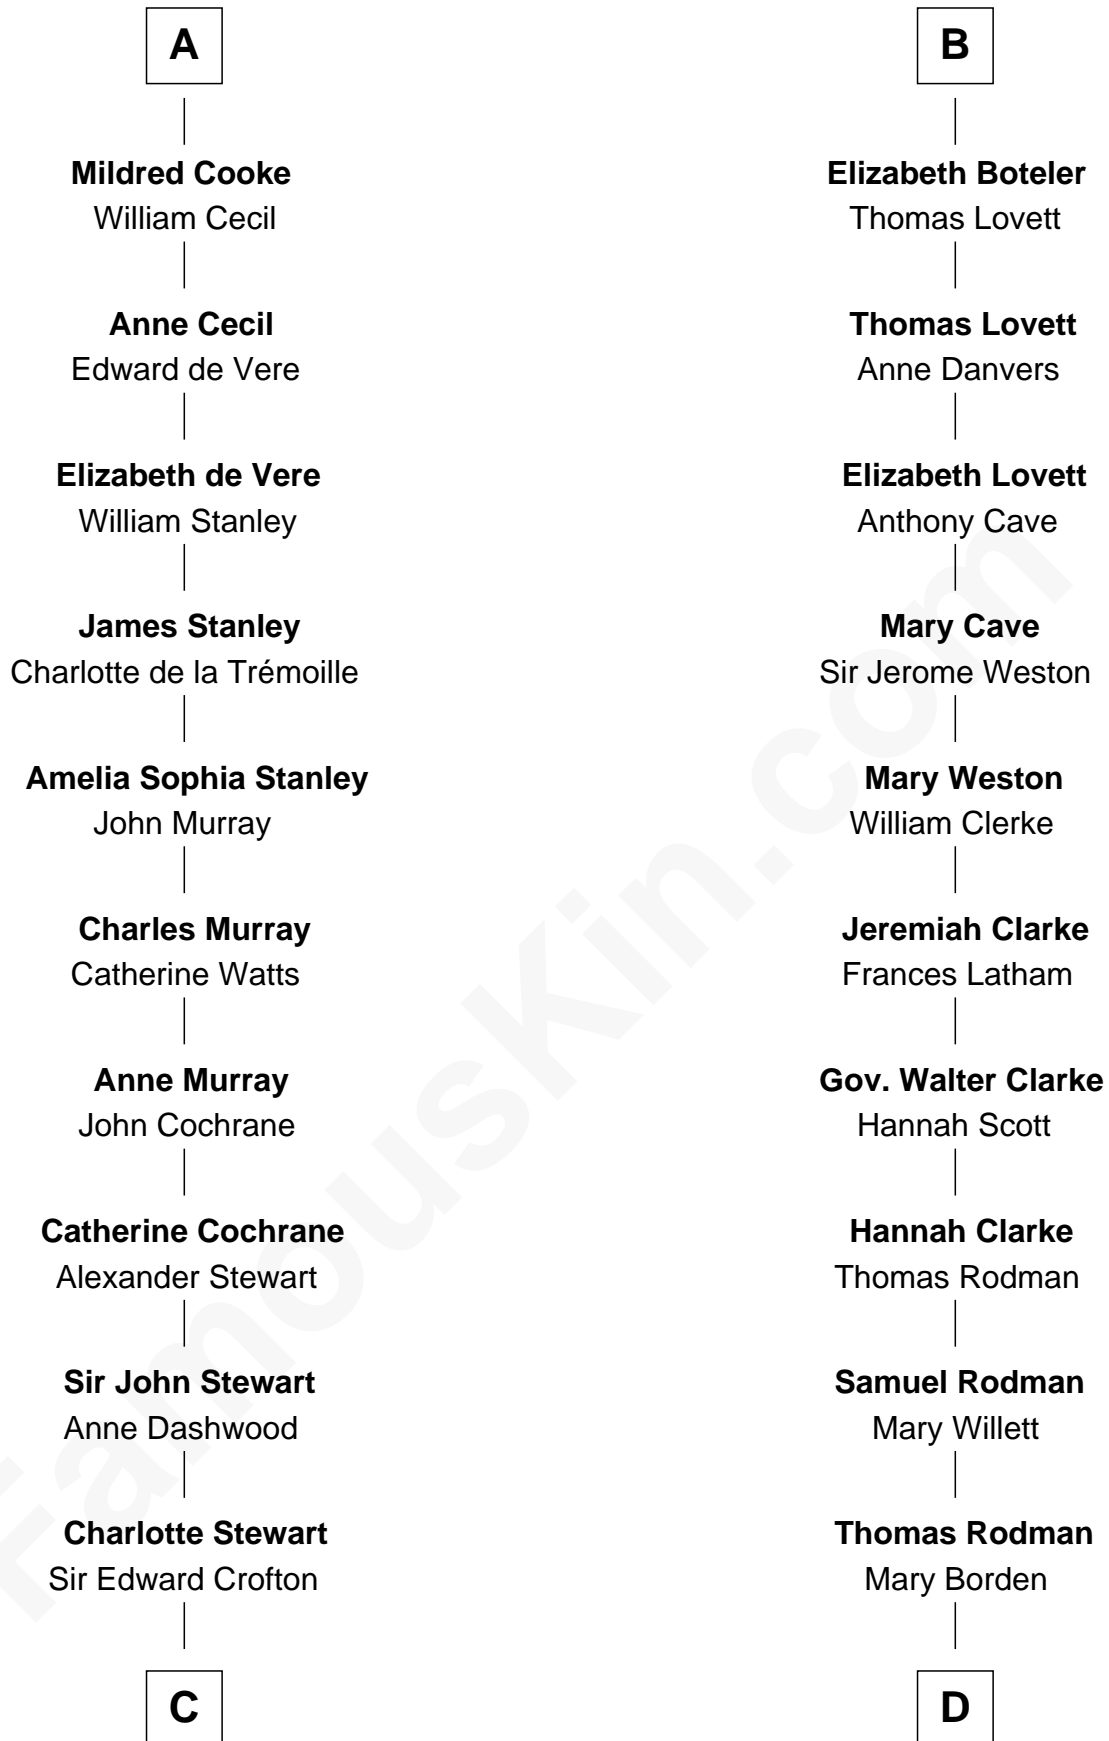 A
Mildred Cooke
William Cecil
Anne Cecil
Edward de Vere
Elizabeth de Vere
William Stanley
James Stanley
Charlotte de la Trémoille
Amelia Sophia Stanley
John Murray
Charles Murray
Catherine Watts
Anne Murray
John Cochrane
Catherine Cochrane
Alexander Stewart
Sir John Stewart
Anne Dashwood
Charlotte Stewart
Sir Edward Crofton
C
B
Elizabeth Boteler
Thomas Lovett
Thomas Lovett
Anne Danvers
Elizabeth Lovett
Anthony Cave
Mary Cave
Sir Jerome Weston
Mary Weston
William Clerke
Jeremiah Clarke
Frances Latham
Gov. Walter Clarke
Hannah Scott
Hannah Clarke
Thomas Rodman
Samuel Rodman
Mary Willett
Thomas Rodman
Mary Borden
D
FamousKin.com